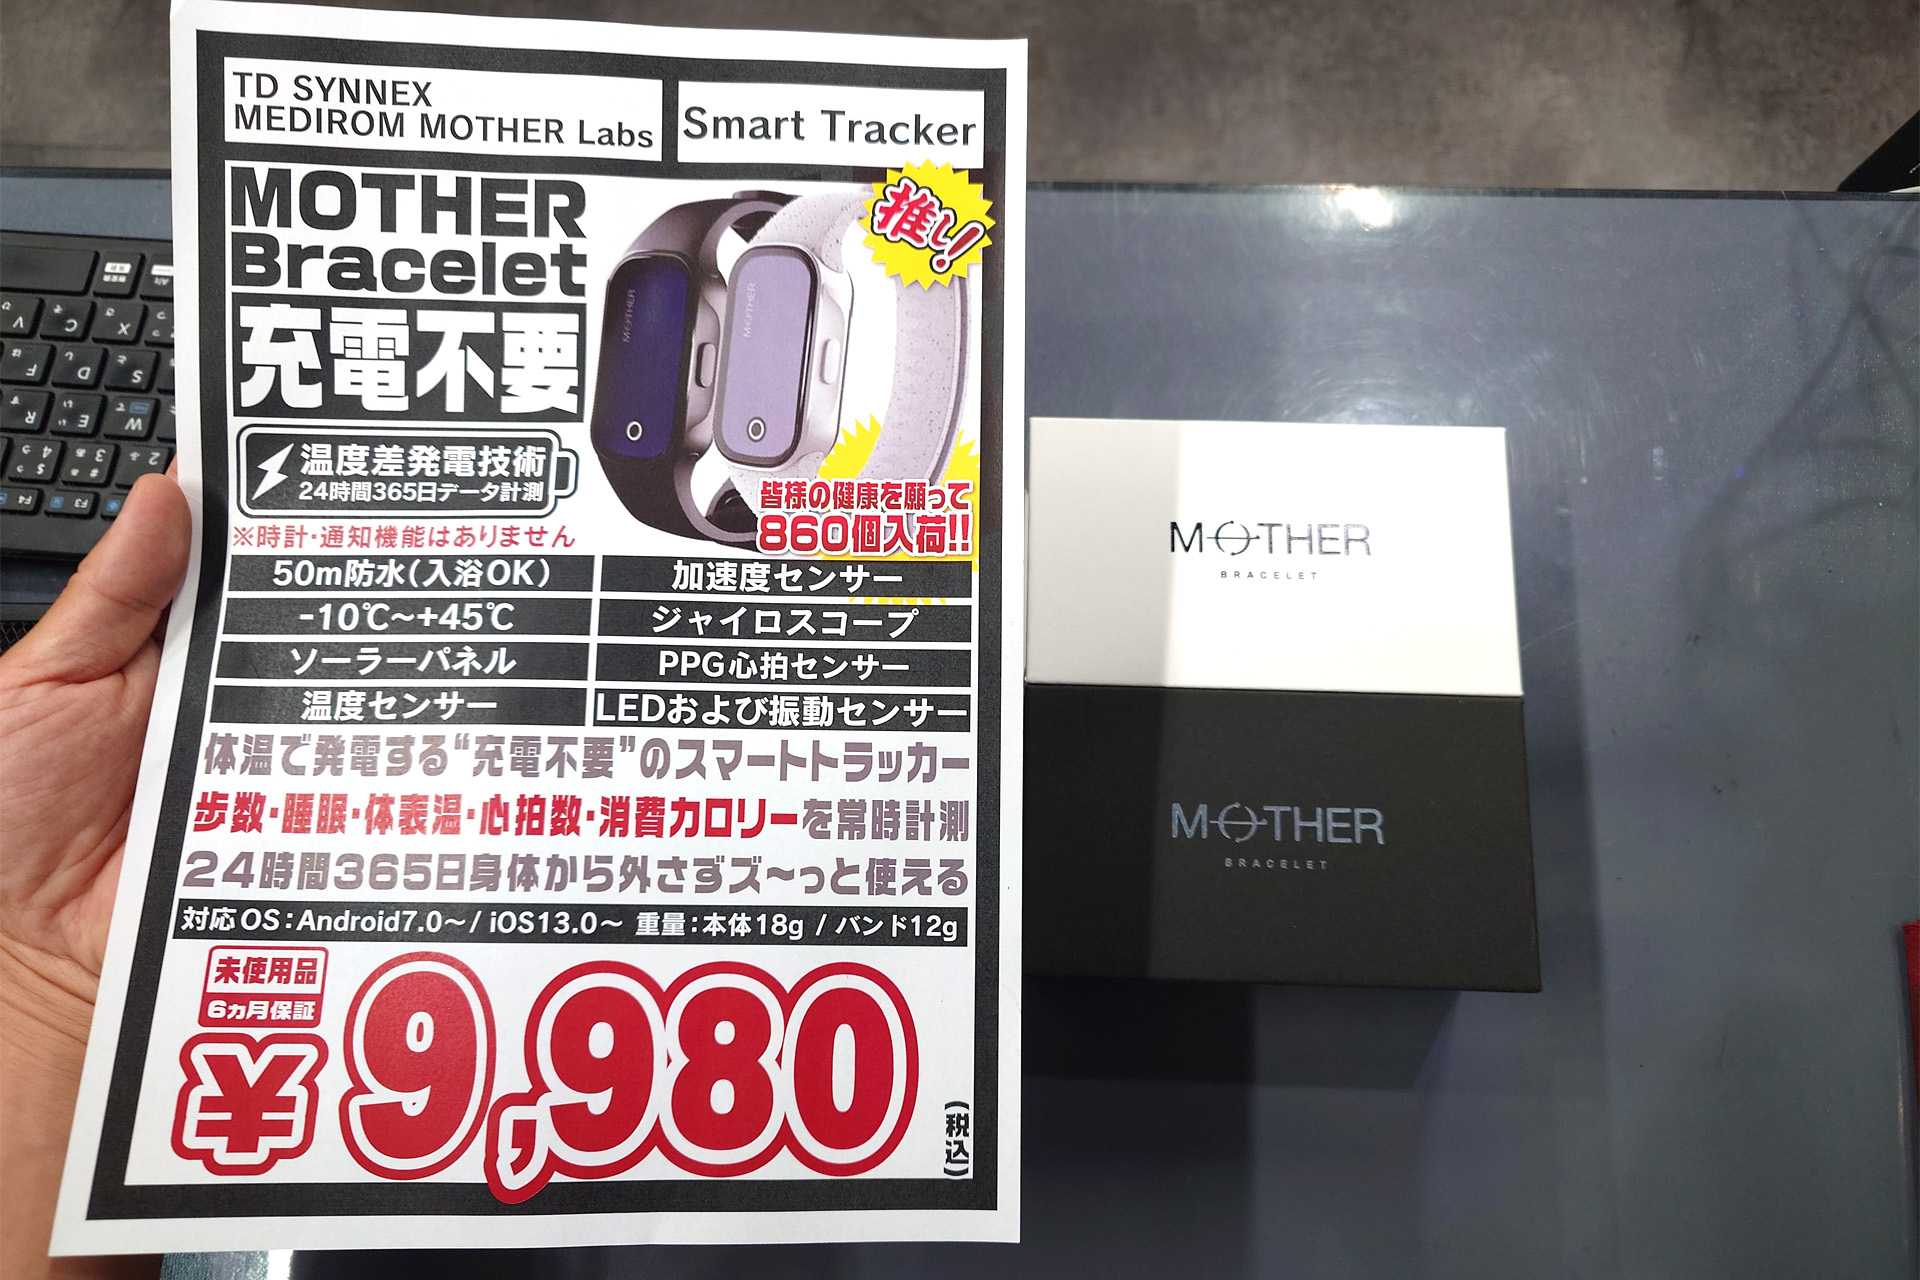 TD SYNNEX
MEDIROM MOTHER Labs
Smart Tracker
MOTHER
Bracelet
充電不要
推し!
MOTHER
MOTHER
温度差発電技術
24時間365日データ計測
※時計・通知機能はありません
皆様の健康を願って
860個入荷!!
50m防水(入浴OK)
加速度センサー
-10℃~+45℃
ジャイロスコープ
ソーラーパネル
PPG心拍センサー
温度センサー
LEDおよび振動センサー
体温で発電する“充電不要”のスマートトラッカー
歩数・睡眠・体表温・心拍数・消費カロリーを常時計測
24時間365日身体から外さずズ~っと使える
対応OS:Android7.0~/ iOS13.0~ 重量:本体18g / バンド12g
未使用品
6ヵ月保証
¥9,980
(税込)
MOTHER
BRACELET
MOTHER
BRACELET